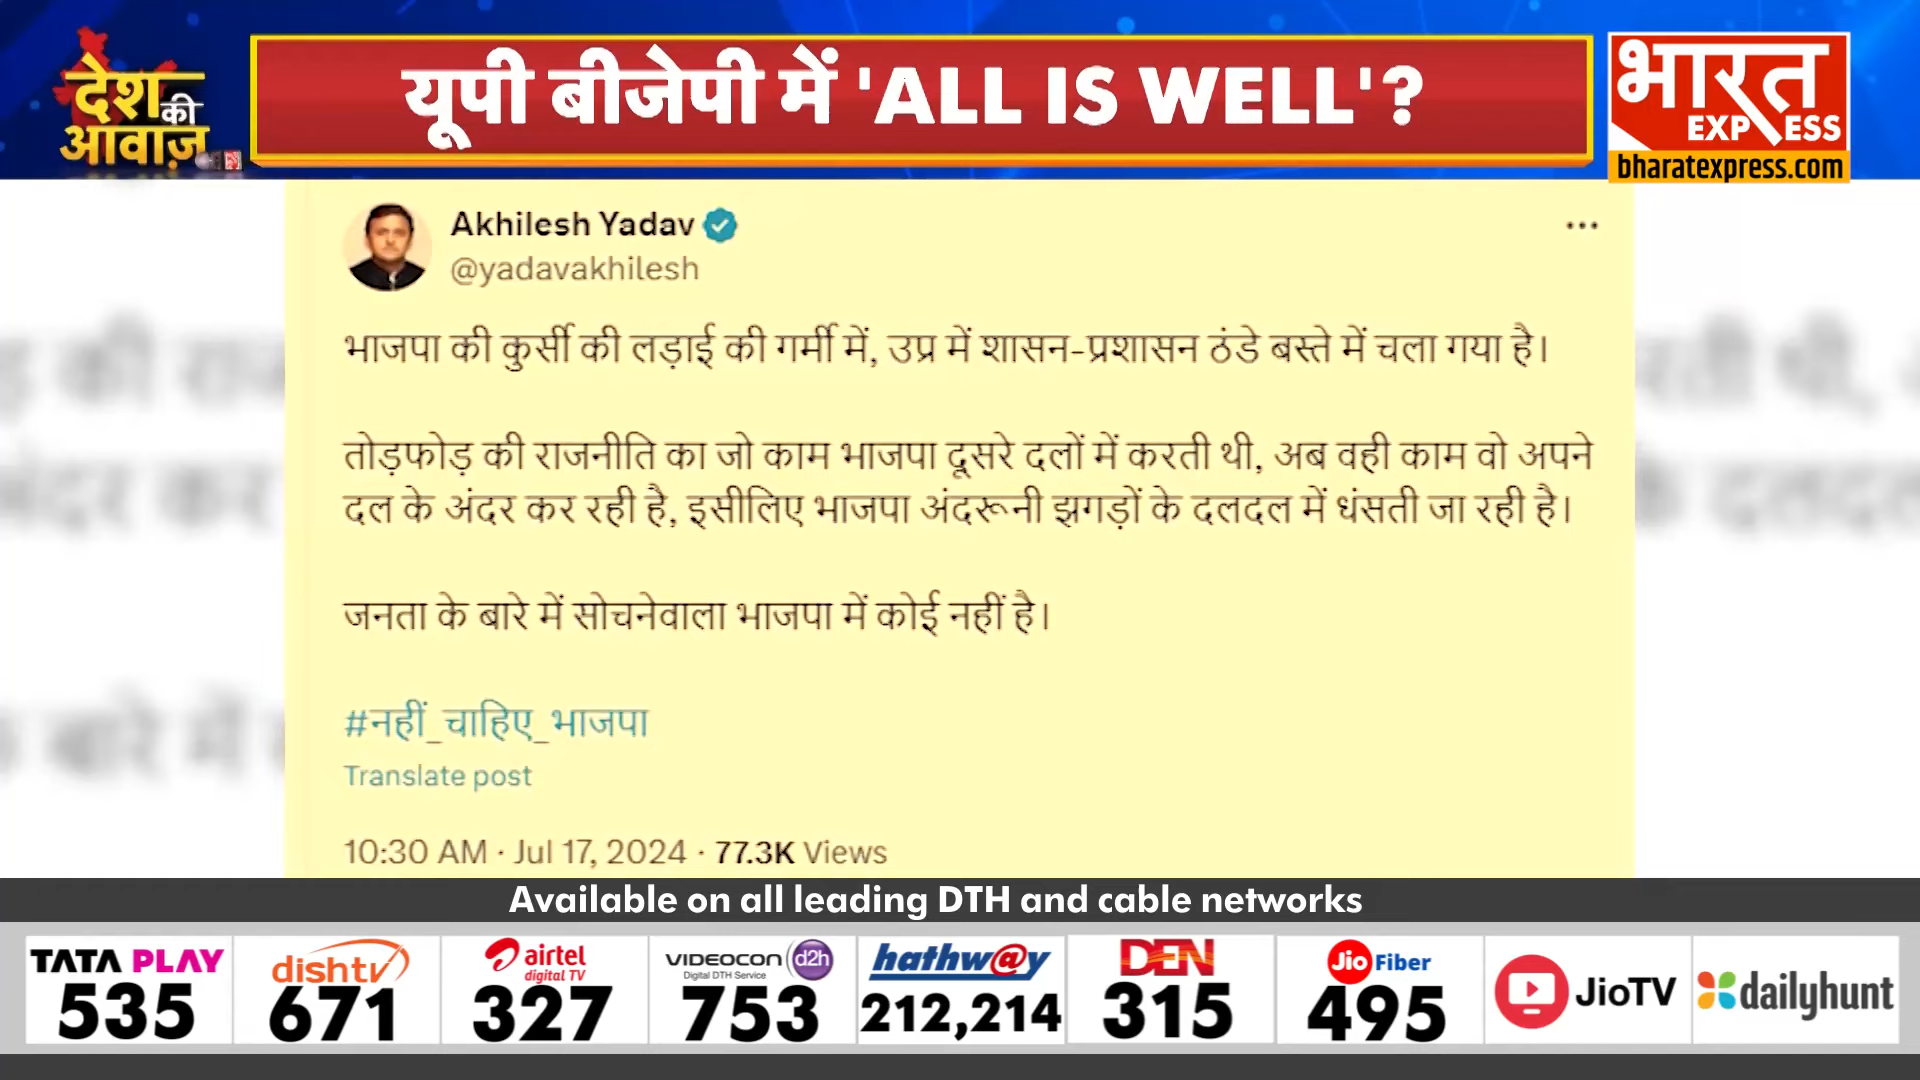 देश की आवाज़
यूपी बीजेपी में 'ALL IS WELL'?
भारत
EXPRESS
bharatexpress.com
Akhilesh Yadav
@yadavakhilesh
भाजपा की कुर्सी की लड़ाई की गर्मी में, उप्र में शासन-प्रशासन ठंडे बस्ते में चला गया है।
तोड़फोड़ की राजनीति का जो काम भाजपा दूसरे दलों में करती थी, अब वही काम वो अपने
दल के अंदर कर रही है, इसीलिए भाजपा अंदरूनी झगड़ों के दलदल में धंसती जा रही है।
जनता के बारे में सोचनेवाला भाजपा में कोई नहीं है।
#नहीं_चाहिए_भाजपा
Translate post
10:30 AM · Jul 17, 2024 · 77.3K Views
Available on all leading DTH and cable networks
TATA PLAY
535
dishtv
671
airtel
digital TV
327
VIDEOCON d2h
Digital DTH Service
753
hathway
212,214
DEN
315
Jio Fiber
495
JioTV
dailyhunt